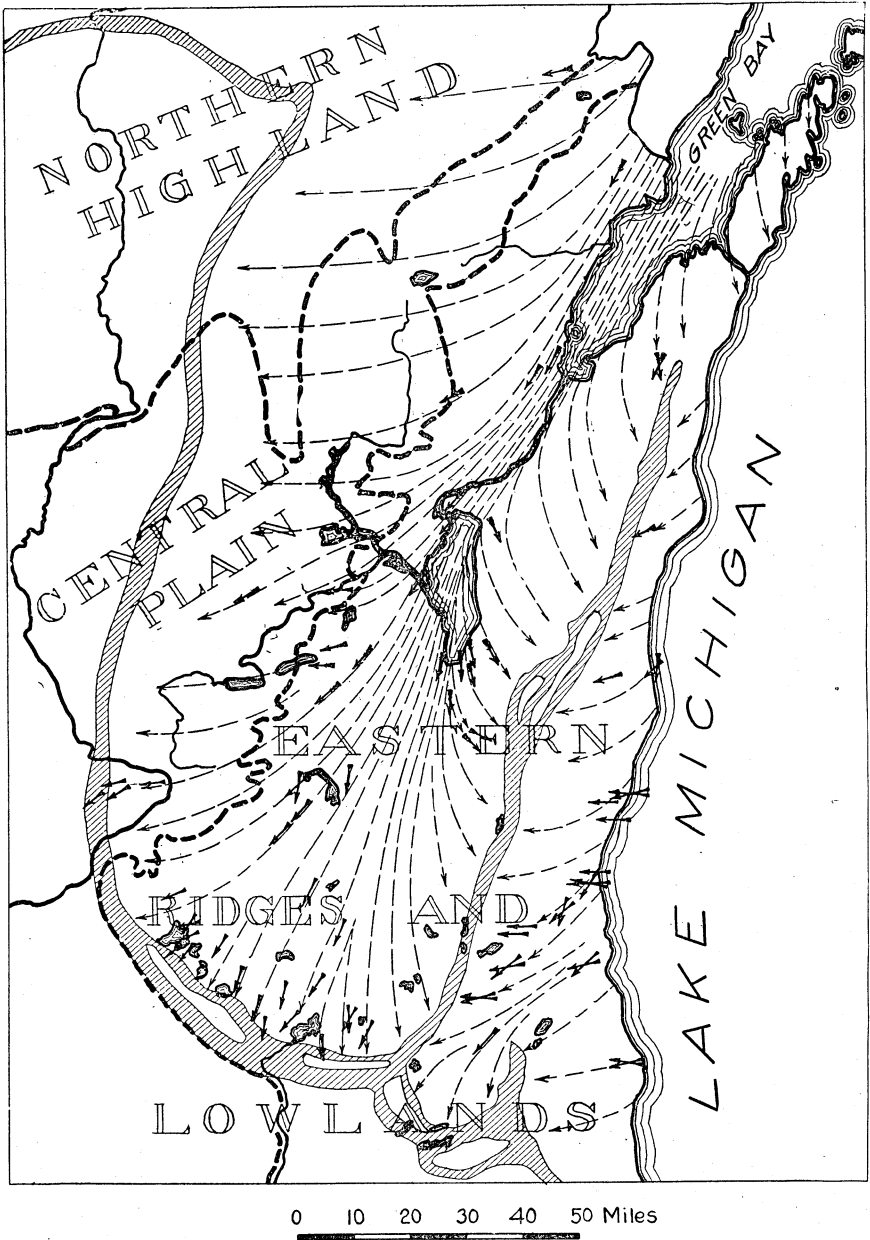 NORTHERN
HIGHLAND
GREEN BAY
CENTRAL
PLAIN
LAKE MICHIGAN
EASTERN
RIDGES AND
LOWLANDS
0 10 20 30 40 50 Miles